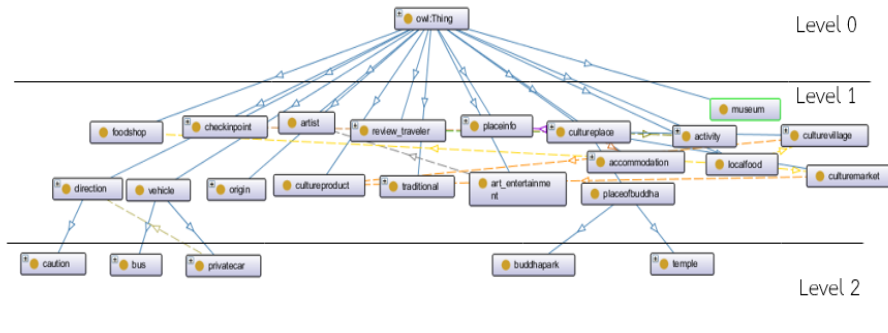 owl:Thing
Level 0
Level 1
museum
foodshop
checkinpoint
artist
review_traveler
placeinfo
cultureplace
activity
culturevillage
accommodation
localfood
culturemarket
direction
vehicle
origin
cultureproduct
traditional
art_entertainme
nt
placeofbuddha
caution
bus
privatecar
buddhapark
temple
Level 2